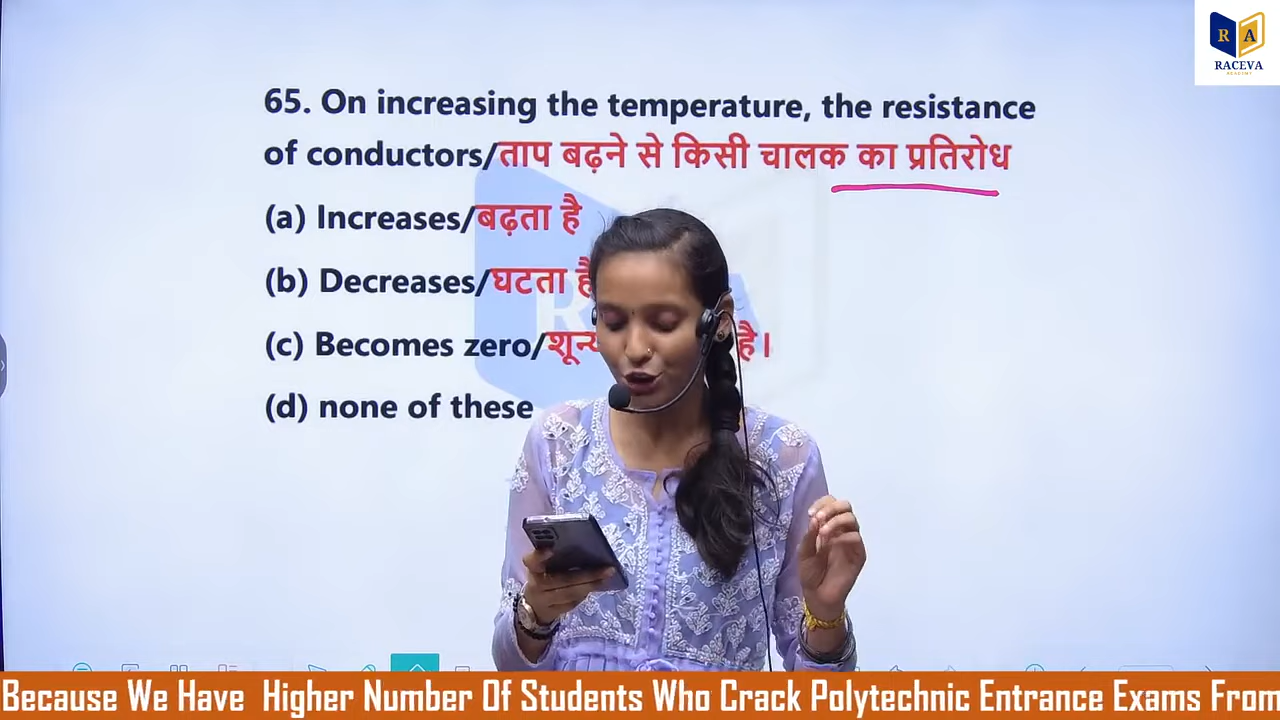 R A
RACEVA
ACADEMY
65. On increasing the temperature, the resistance
of conductors/ताप बढ़ने से किसी चालक का प्रतिरोध
(a) Increases/बढ़ता है
(b) Decreases/घटता है
(c) Becomes zero/शून्य है।
(d) none of these
Because We Have Higher Number Of Students Who Crack Polytechnic Entrance Exams From